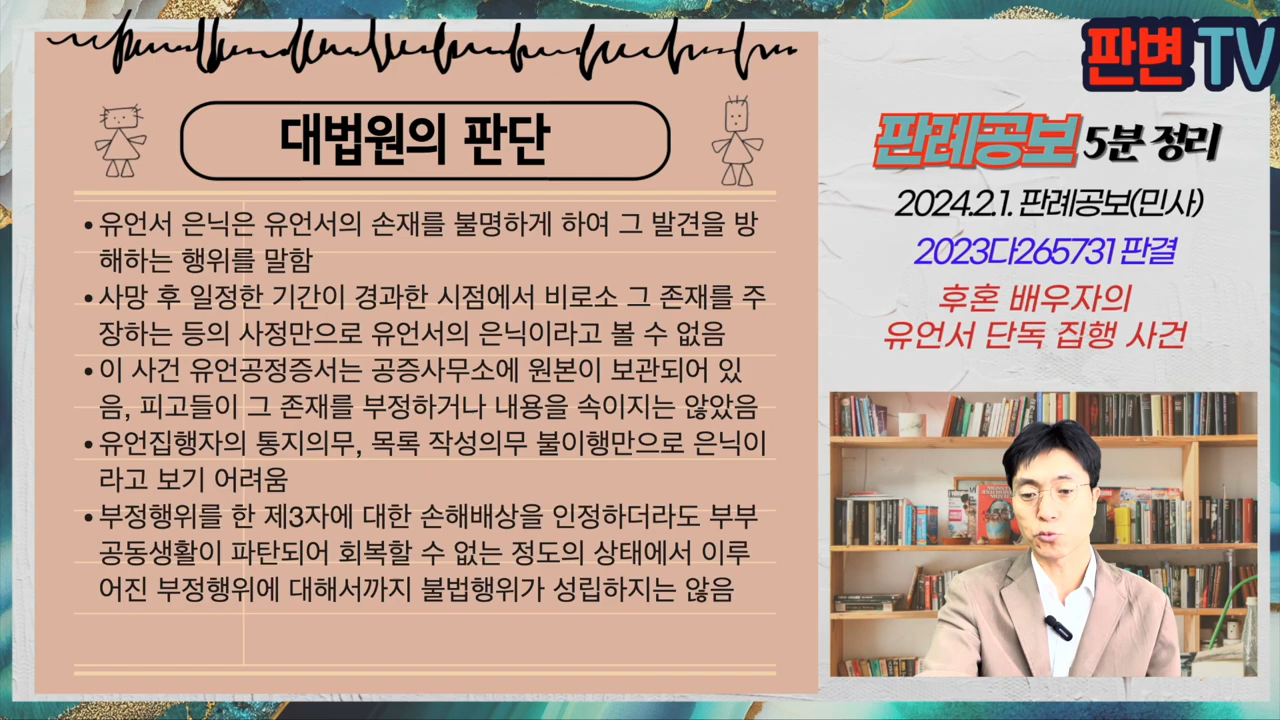 대법원의 판단
• 유언서 은닉은 유언서의 손재를 불명하게 하여 그 발견을 방
해하는 행위를 말함
• 사망 후 일정한 기간이 경과한 시점에서 비로소 그 존재를 주
장하는 등의 사정만으로 유언서의 은닉이라고 볼 수 없음
• 이 사건 유언공정증서는 공증사무소에 원본이 보관되어 있
음, 피고들이 그 존재를 부정하거나 내용을 속이지는 않았음
• 유언집행자의 통지의무, 목록 작성의무 불이행만으로 은닉이
라고 보기 어려움
• 부정행위를 한 제3자에 대한 손해배상을 인정하더라도 부부
공동생활이 파탄되어 회복할 수 없는 정도의 상태에서 이루
어진 부정행위에 대해서까지 불법행위가 성립하지는 않음
판변 TV
판례공보 5분 정리
2024.2.1. 판례공보(민사)
2023다265731 판결
후혼 배우자의
유언서 단독 집행 사건